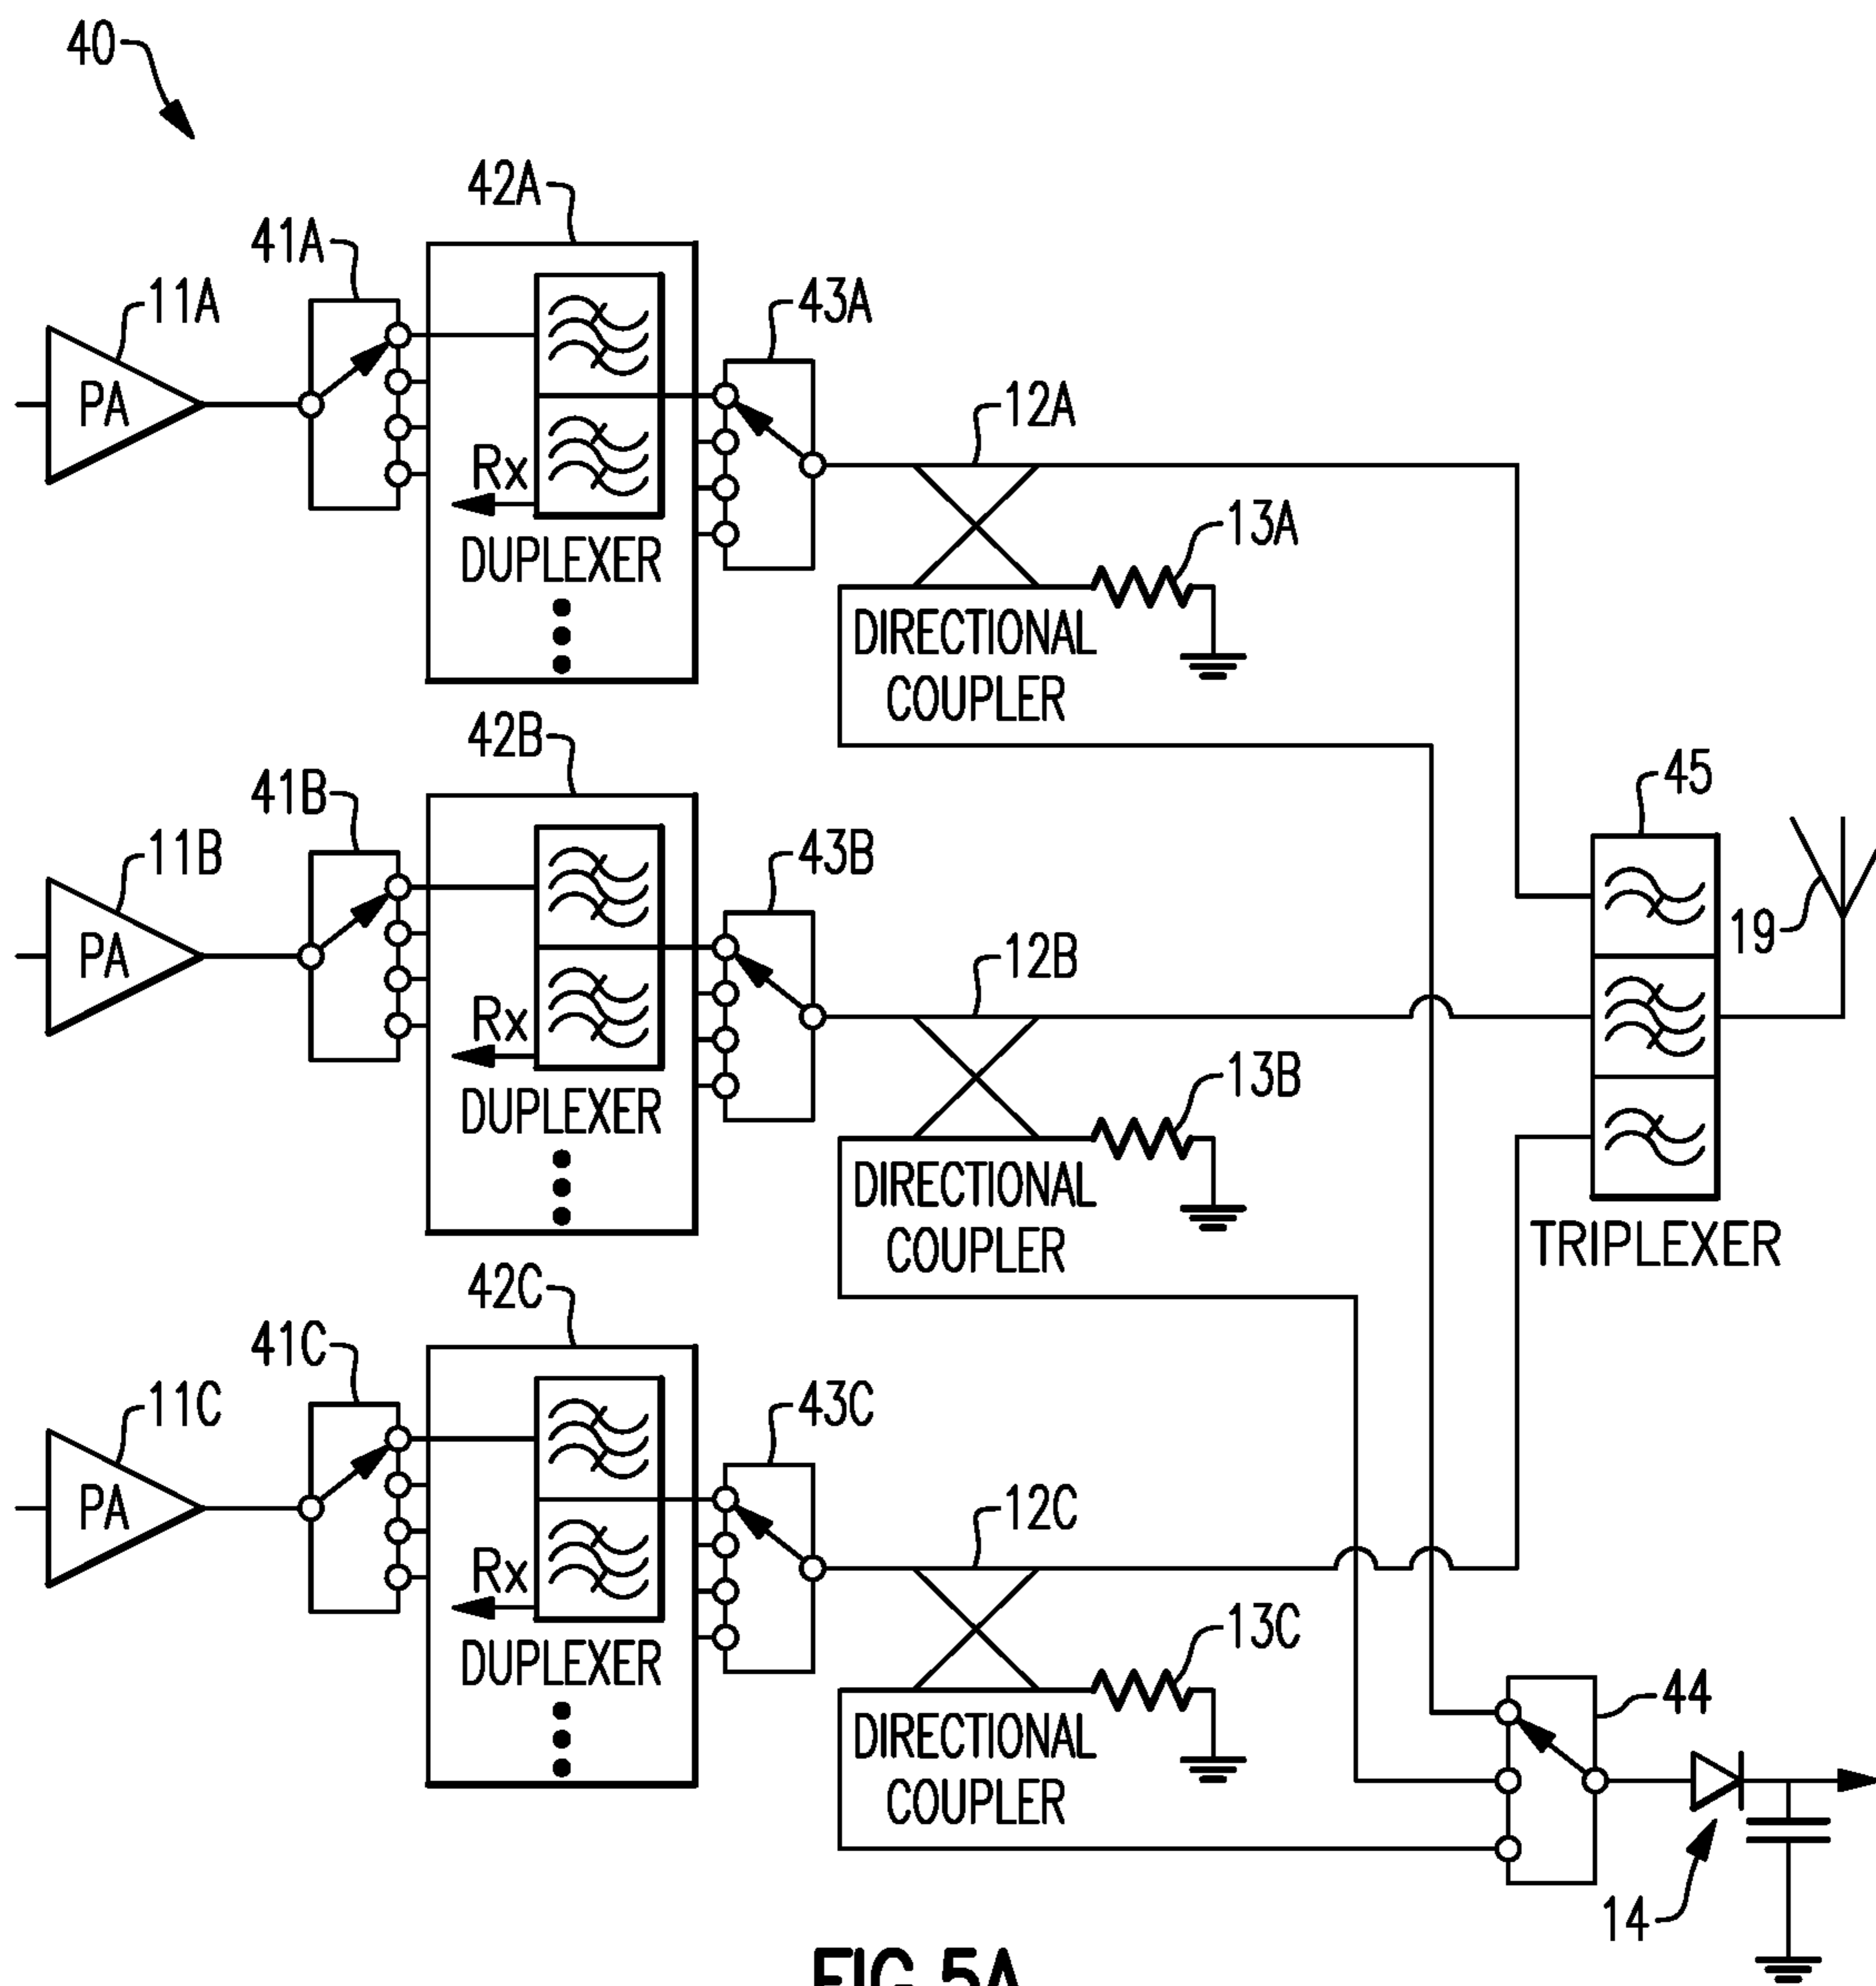 40
42A
41A
11A
43A
PA
12A
Rx
13A
DUPLEXER
DIRECTIONAL
COUPLER
42B
45
41B
11B
43B
19
PA
12B
Rx
13B
DUPLEXER
DIRECTIONAL
COUPLER
TRIPLEXER
42C
41C
11C
43C
PA
12C
Rx
13C
DUPLEXER
44
DIRECTIONAL
COUPLER
14
FIG.5A